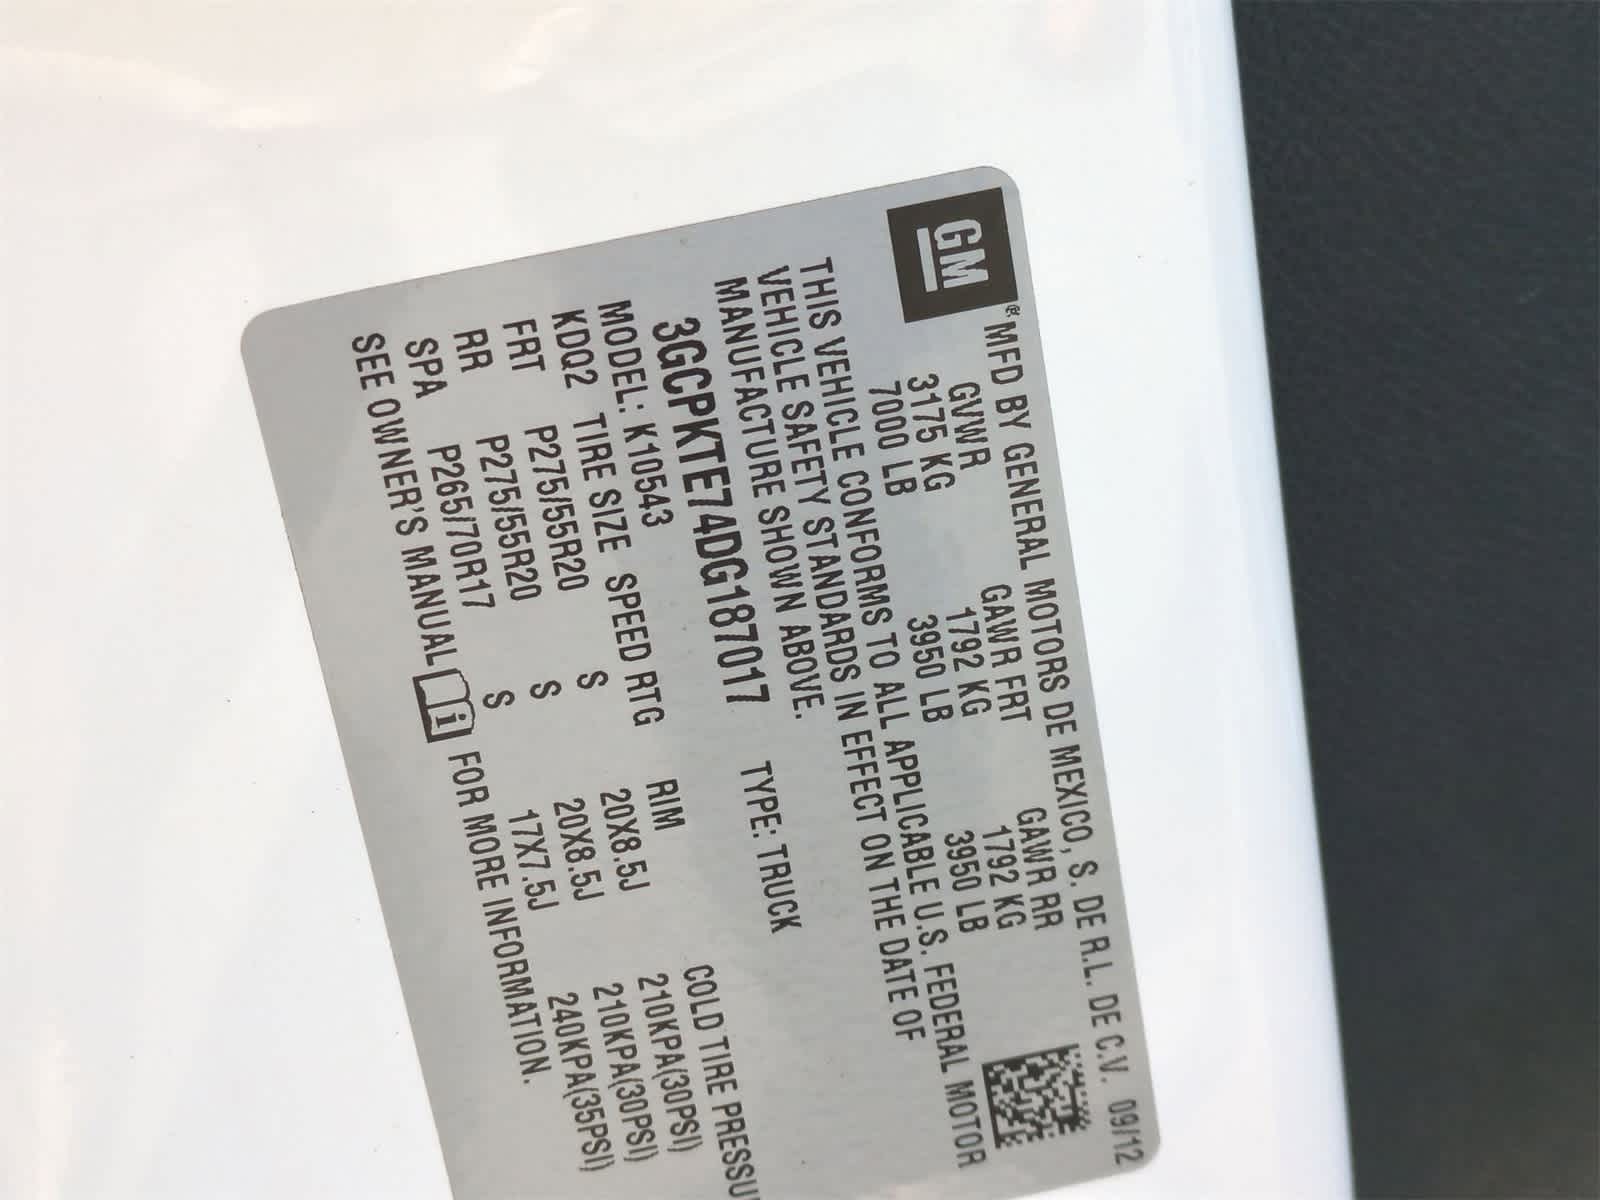 GM® MFD BY GENERAL MOTORS DE MEXICO, S. DE R.L. DE C.V. 09/12
GVWR GAWR FRT GAWR RR
3175 KG 1792 KG 1792 KG
7000 LB 3950 LB 3950 LB
THIS VEHICLE CONFORMS TO ALL APPLICABLE U.S. FEDERAL MOTOR
VEHICLE SAFETY STANDARDS IN EFFECT ON THE DATE OF
MANUFACTURE SHOWN ABOVE.
3GCPKTE74DG187017 TYPE: TRUCK
MODEL: K10543
KDQ2 TIRE SIZE SPEED RTG RIM COLD TIRE PRESSU
FRT P275/55R20 S 20X8.5J 210KPA(30PSI)
RR P275/55R20 S 20X8.5J 210KPA(30PSI)
SPA P265/70R17 S 17X7.5J 240KPA(35PSI)
SEE OWNER'S MANUAL i FOR MORE INFORMATION.